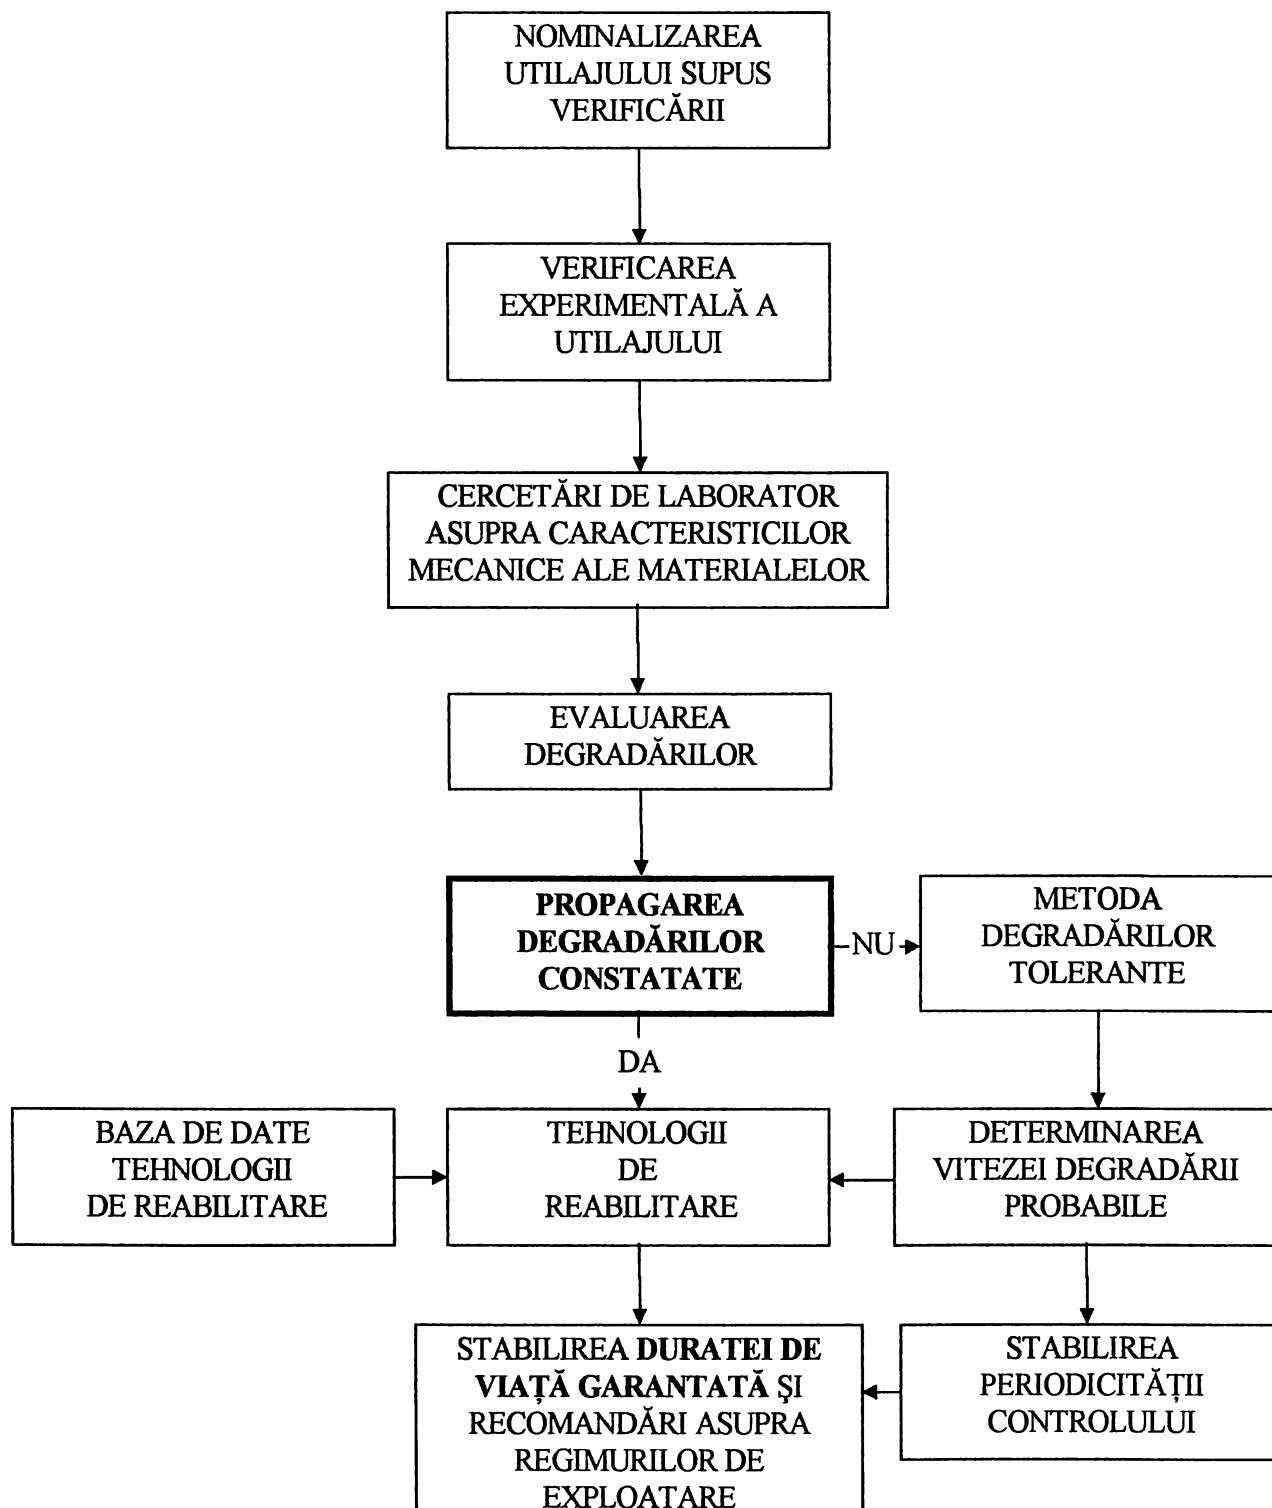 NOMINALIZAREA
UTILAJULUI SUPUS
VERIFICĂRII
VERIFICAREA
EXPERIMENTALĂ A
UTILAJULUI
CERCETĂRI DE LABORATOR
ASUPRA CARACTERISTICILOR
MECANICE ALE MATERIALELOR
EVALUAREA
DEGRADĂRILOR
PROPAGAREA
DEGRADĂRILOR
CONSTATATE
NU
METODA
DEGRADĂRILOR
TOLERANTE
DA
BAZA DE DATE
TEHNOLOGII
DE REABILITARE
TEHNOLOGII
DE
REABILITARE
DETERMINAREA
VITEZEI DEGRADĂRII
PROBABILE
STABILIREA DURATEI DE
VIAȚĂ GARANTATĂ ŞI
RECOMANDĂRI ASUPRA
REGIMURILOR DE
EXPLOATARE
STABILIREA
PERIODICITĂȚII
CONTROLULUI